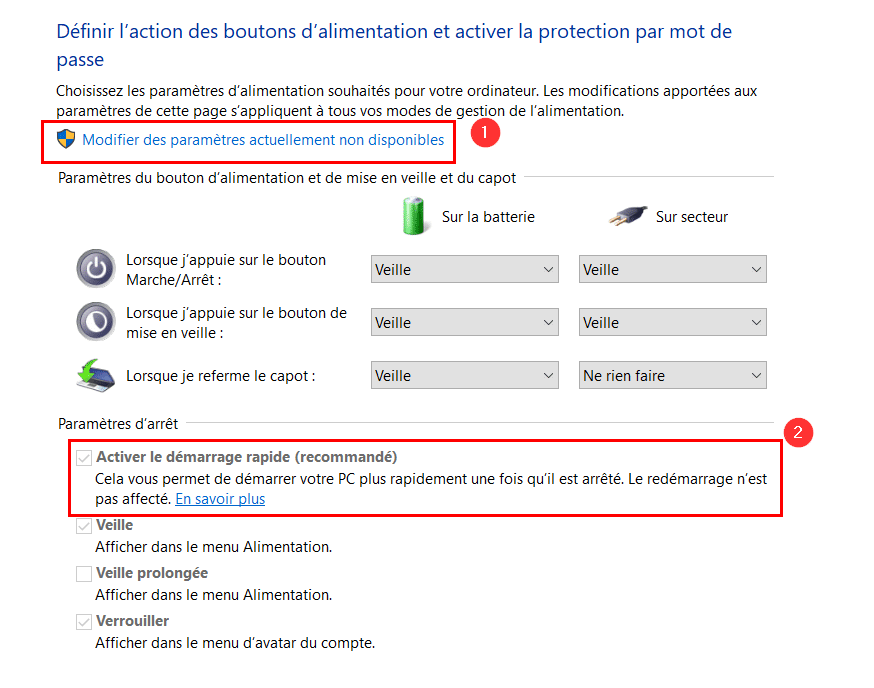 Définir l’action des boutons d’alimentation et activer la protection par mot de
passe
Choisissez les paramètres d’alimentation souhaités pour votre ordinateur. Les modifications apportées aux
paramètres de cette page s’appliquent à tous vos modes de gestion de l’alimentation.
Modifier des paramètres actuellement non disponibles
1
Paramètres du bouton d’alimentation et de mise en veille et du capot
Sur la batterie Sur secteur
Lorsque j’appuie sur le bouton
Marche/Arrêt : Veille Veille
Lorsque j’appuie sur le bouton de
mise en veille : Veille Veille
Lorsque je referme le capot : Veille Ne rien faire
Paramètres d’arrêt
2
Activer le démarrage rapide (recommandé)
Cela vous permet de démarrer votre PC plus rapidement une fois qu’il est arrêté. Le redémarrage n’est
pas affecté. En savoir plus
Veille
Afficher dans le menu Alimentation.
Veille prolongée
Afficher dans le menu Alimentation.
Verrouiller
Afficher dans le menu d’avatar du compte.